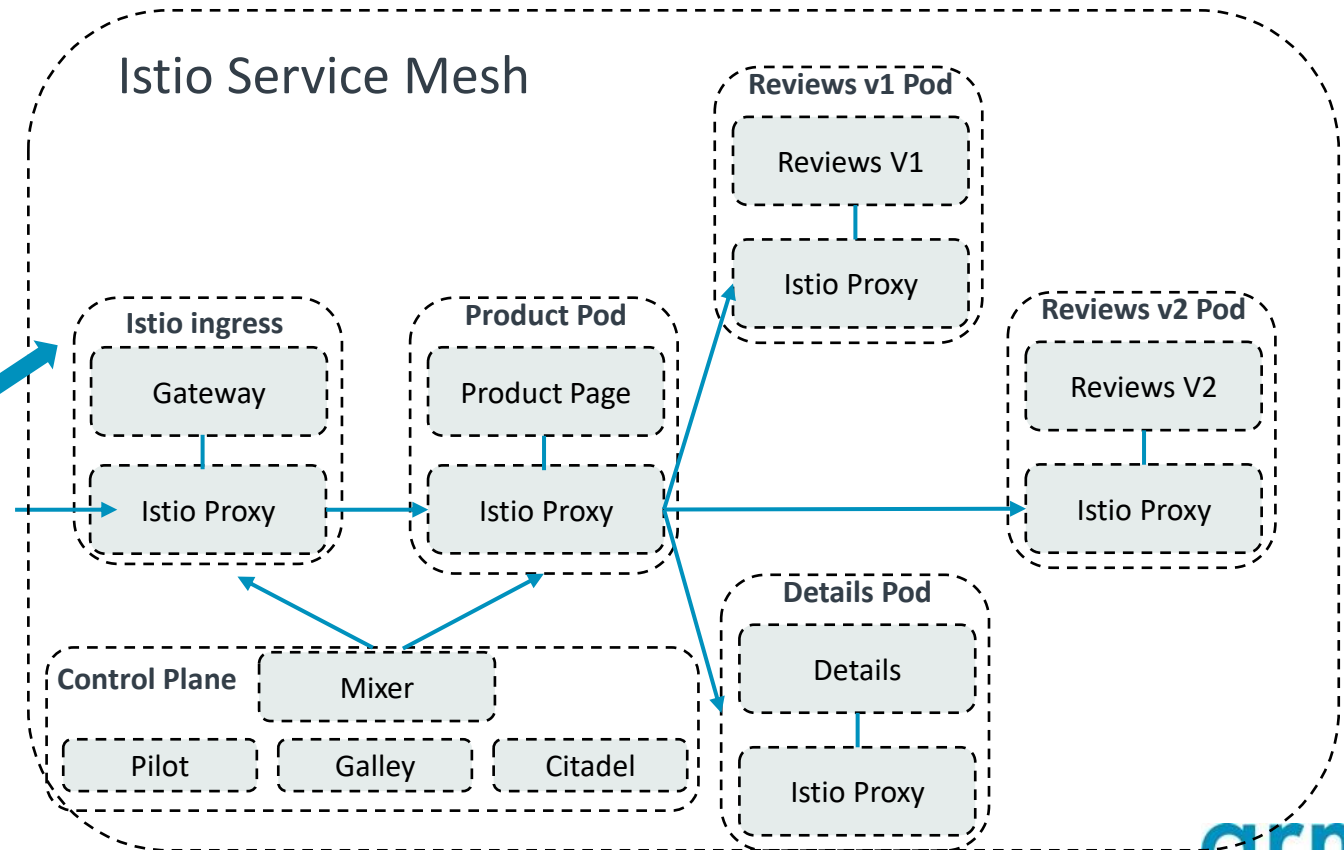 Istio Service Mesh
Reviews v1 Pod
Reviews V1
Istio Proxy
Istio ingress
Gateway
Istio Proxy
Product Pod
Product Page
Istio Proxy
Reviews v2 Pod
Reviews V2
Istio Proxy
Control Plane
Mixer
Pilot
Galley
Citadel
Details Pod
Details
Istio Proxy